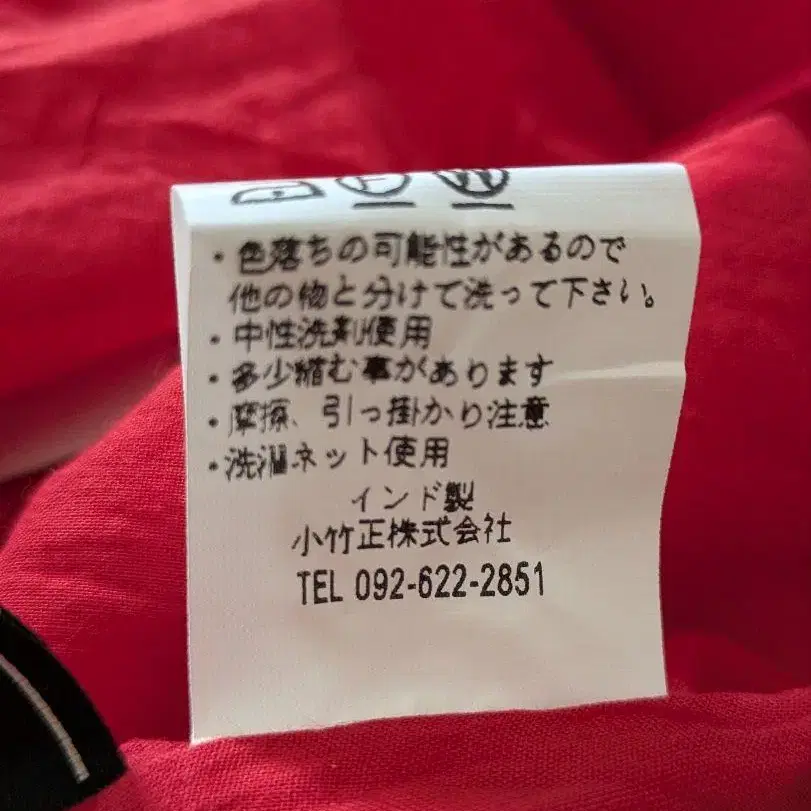 ・色落ちの可能性があるので
他の物と分けて洗って下さい。
・中性洗剤使用
・多少縮む事があります
・摩擦、引っ掛かり注意
・洗濯ネット使用
インド製
小竹正株式会社
TEL 092-622-2851